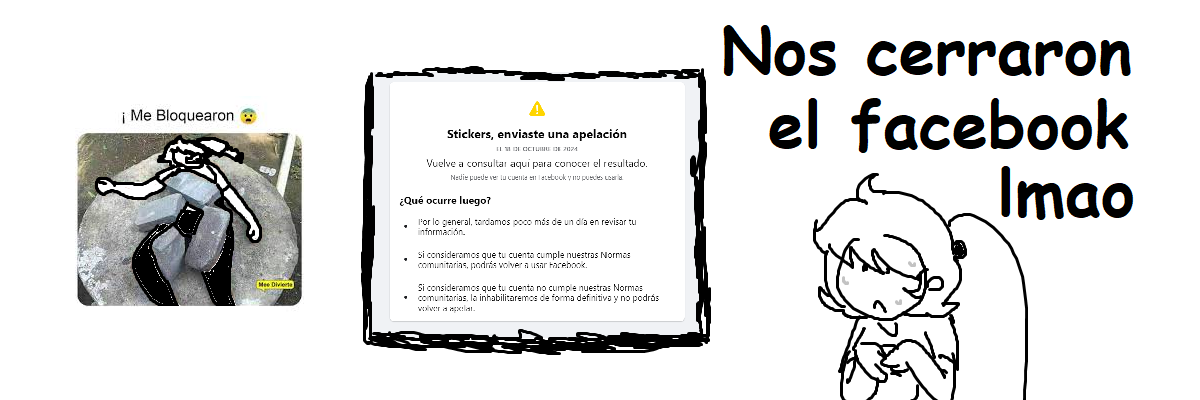 ¡ Me Bloquearon 😨
Mee Divierte
Stickers, enviaste una apelación
EL 18 DE OCTUBRE DE 2024
Vuelve a consultar aquí para conocer el resultado.
Nadie puede ver tu cuenta en Facebook y no puedes usarla.
¿Qué ocurre luego?
• Por lo general, tardamos poco más de un día en revisar tu
información.
• Si consideramos que tu cuenta cumple nuestras Normas
comunitarias, podrás volver a usar Facebook.
• Si consideramos que tu cuenta no cumple nuestras Normas
comunitarias, la inhabilitaremos de forma definitiva y no podrás
volver a apelar.
Nos cerraron
el facebook
lmao